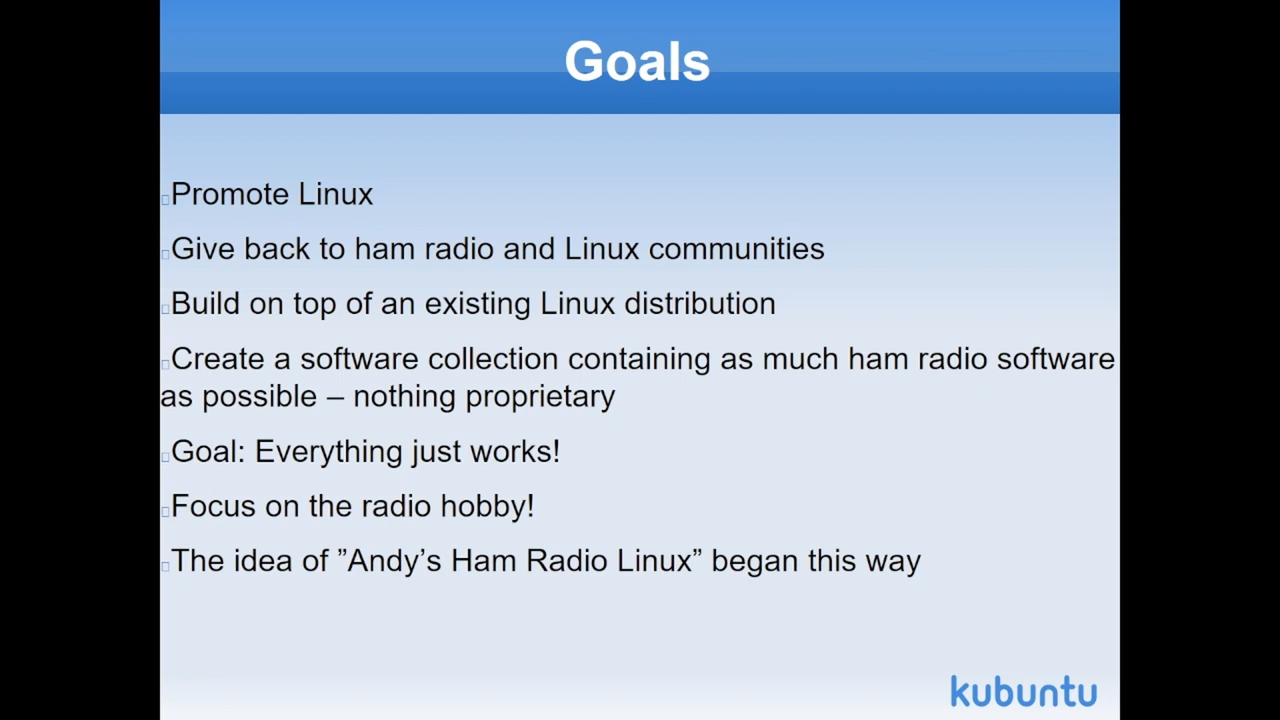 Goals
Promote Linux
Give back to ham radio and Linux communities
Build on top of an existing Linux distribution
Create a software collection containing as much ham radio software
as possible – nothing proprietary
Goal: Everything just works!
Focus on the radio hobby!
The idea of ”Andy’s Ham Radio Linux” began this way
kubuntu